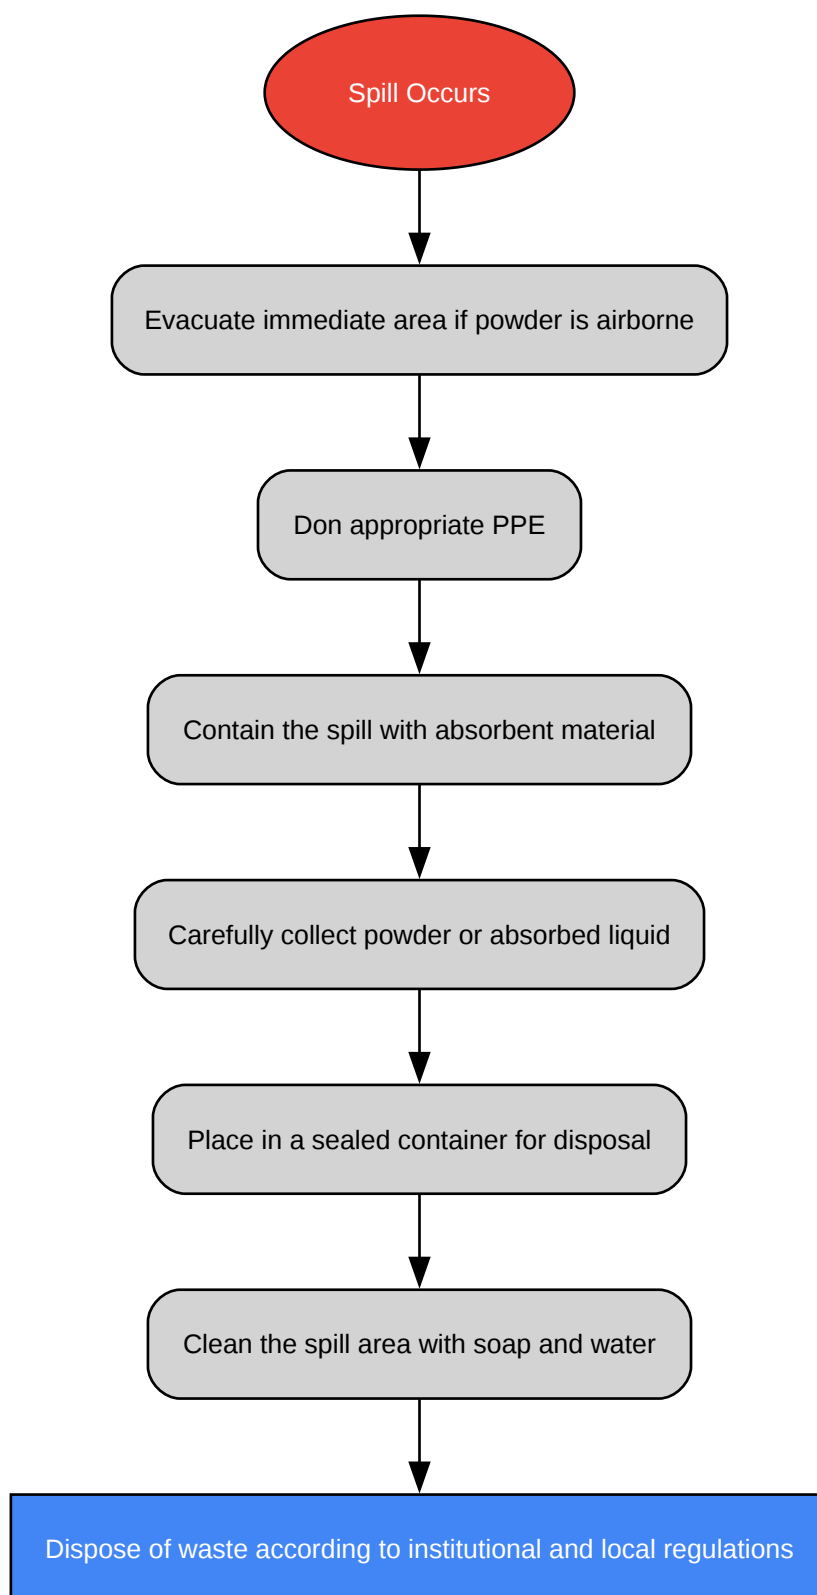 Spill Occurs
Evacuate immediate area if powder is airborne
Don appropriate PPE
Contain the spill with absorbent material
Carefully collect powder or absorbed liquid
Place in a sealed container for disposal
Clean the spill area with soap and water
Dispose of waste according to institutional and local regulations